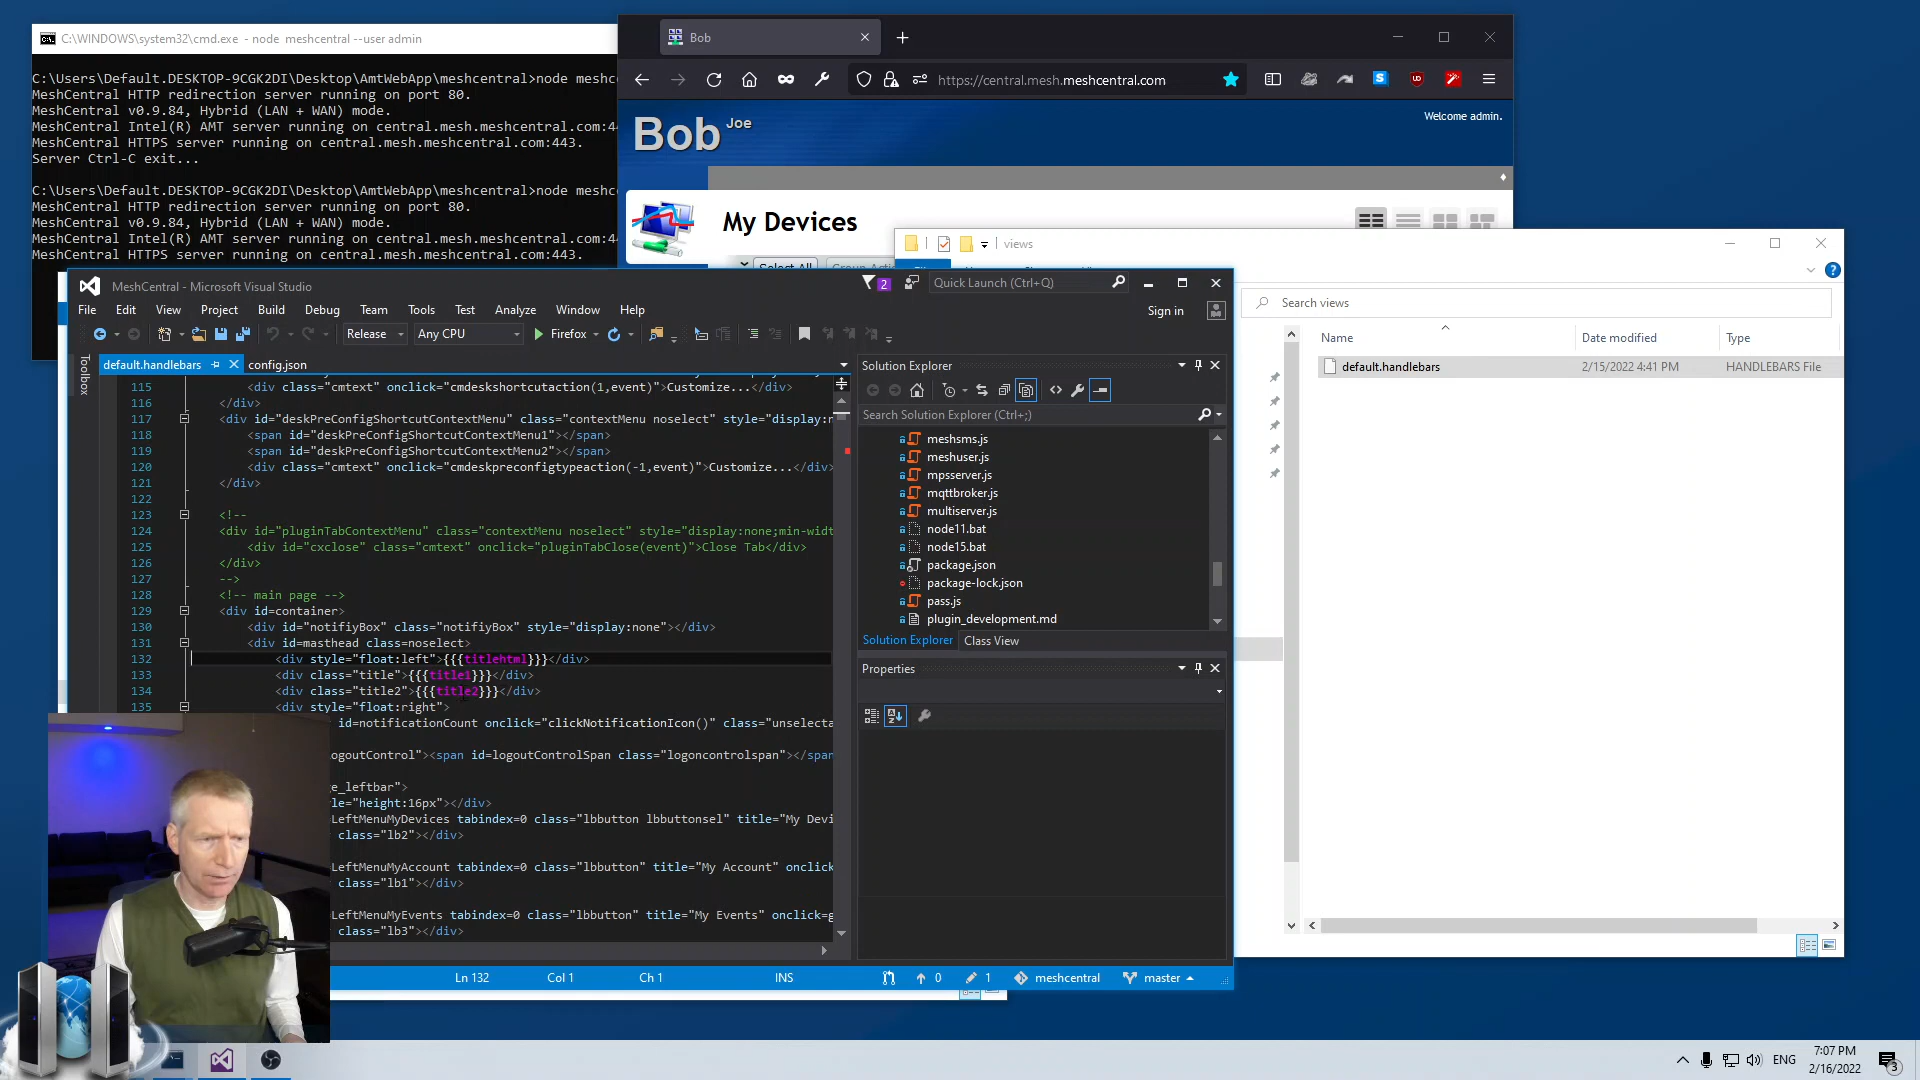 C:\WINDOWS\system32\cmd.exe - node meshcentral --user admin
C:\Users\Default.DESKTOP-9CGK2DI\Desktop\AmtWebApp\meshcentral>node meshc
MeshCentral HTTP redirection server running on port 80.
MeshCentral v0.9.84, Hybrid (LAN + WAN) mode.
MeshCentral Intel(R) AMT server running on central.mesh.meshcentral.com:4
MeshCentral HTTPS server running on central.mesh.meshcentral.com:443.
Server Ctrl-C exit...
C:\Users\Default.DESKTOP-9CGK2DI\Desktop\AmtWebApp\meshcentral>node meshc
MeshCentral HTTP redirection server running on port 80.
MeshCentral v0.9.84, Hybrid (LAN + WAN) mode.
MeshCentral Intel(R) AMT server running on central.mesh.meshcentral.com:4
MeshCentral HTTPS server running on central.mesh.meshcentral.com:443.
Bob
https://central.mesh.meshcentral.com
Bob Joe
Welcome admin.
My Devices
Select All
views
Search views
Name Date modified Type
default.handlebars 2/15/2022 4:41 PM HANDLEBARS File
MeshCentral - Microsoft Visual Studio
2
Quick Launch (Ctrl+Q)
File Edit View Project Build Debug Team Tools Test Analyze Window Help
Sign in
Release Any CPU Firefox
Toolbox
default.handlebars config.json
115 <div class="cmtext" onclick="cmdeskshortcutaction(1,event)">Customize...</div>
116 </div>
117 <div id="deskPreConfigShortcutContextMenu" class="contextMenu noselect" style="display:n
118 <span id="deskPreConfigShortcutContextMenu1"></span>
119 <span id="deskPreConfigShortcutContextMenu2"></span>
120 <div class="cmtext" onclick="cmdeskpreconfigtypeaction(-1,event)">Customize...</div>
121 </div>
122
123 <!--
124 <div id="pluginTabContextMenu" class="contextMenu noselect" style="display:none;min-widt
125 <div id="cxclose" class="cmtext" onclick="pluginTabClose(event)">Close Tab</div>
126 </div>
127 -->
128 <!-- main page -->
129 <div id=container>
130 <div id="notifiyBox" class="notifiyBox" style="display:none"></div>
131 <div id=masthead class=noselect>
132 <div style="float:left">{{{titlehtml}}}</div>
133 <div class="title">{{{title1}}}</div>
134 <div class="title2">{{{title2}}}</div>
135 <div style="float:right">
id=notificationCount onclick="clickNotificationIcon()" class="unselecta
ogoutControl"><span id=logoutControlSpan class="logoncontrolspan"></span
ge_leftbar">
tyle="height:16px"></div>
LeftMenuMyDevices tabindex=0 class="lbbutton lbbuttonsel" title="My Devi
class="lb2"></div>
LeftMenuMyAccount tabindex=0 class="lbbutton" title="My Account" onclick
class="lb1"></div>
LeftMenuMyEvents tabindex=0 class="lbbutton" title="My Events" onclick=g
class="lb3"></div>
Solution Explorer
Search Solution Explorer (Ctrl+;)
meshsms.js
meshuser.js
mpsserver.js
mqttbroker.js
multiserver.js
node11.bat
node15.bat
package.json
package-lock.json
pass.js
plugin_development.md
Solution Explorer Class View
Properties
Ln 132 Col 1 Ch 1 INS 0 1 meshcentral master
ENG
7:07 PM
2/16/2022
3